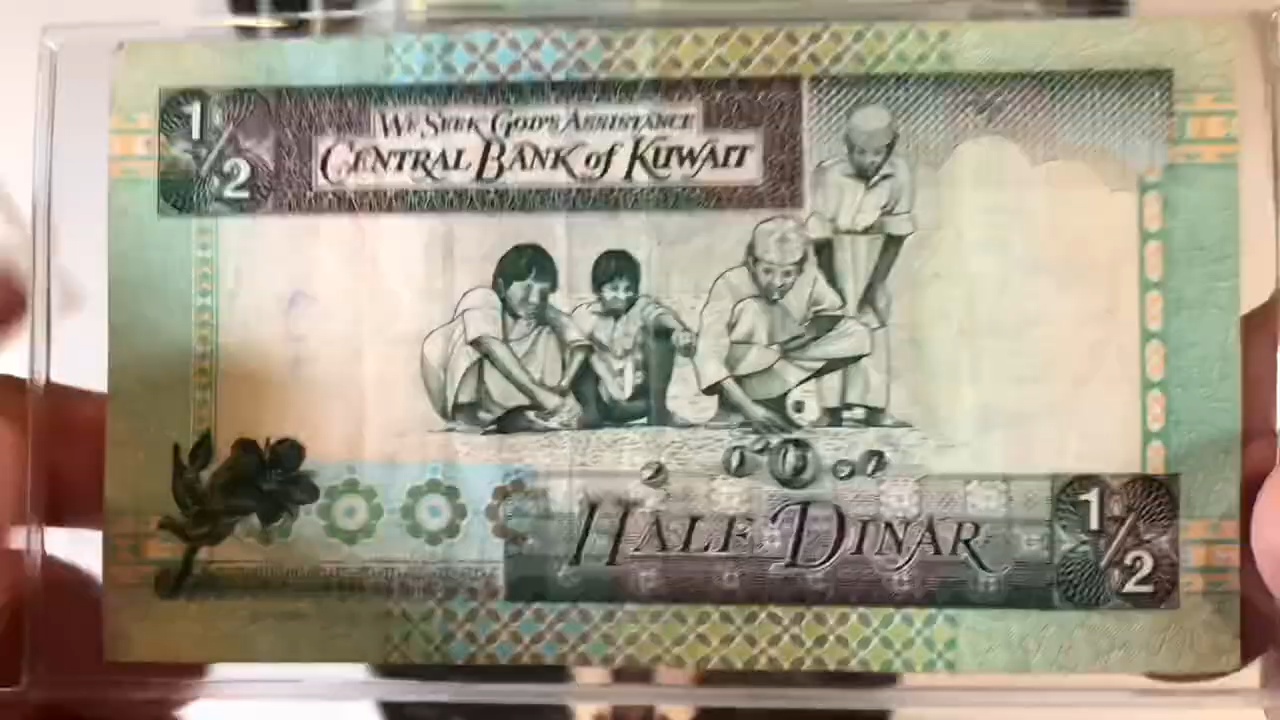 1/2
We Seek God's Assistance
Central Bank of Kuwait
Half Dinar
1/2